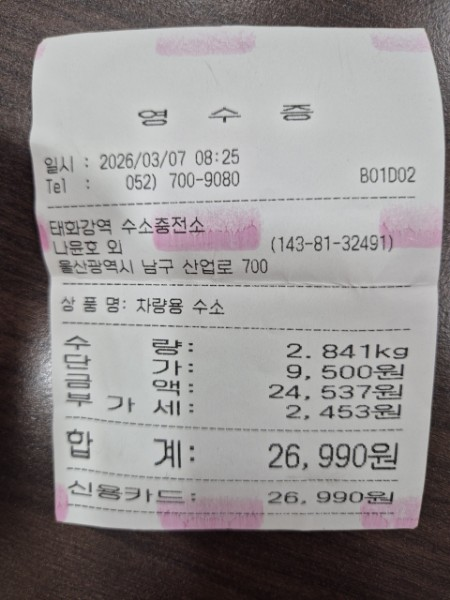 영 수 증
일시 : 2026/03/07 08:25
Tel : 052) 700-9080 B01D02
태화강역 수소충전소
나윤호 외 (143-81-32491)
울산광역시 남구 산업로 700
상 품 명: 차량용 수소
수 량: 2.841kg
단 가: 9,500원
금 액: 24,537원
부 가 세: 2,453원
합 계: 26,990원
신용카드: 26,990원